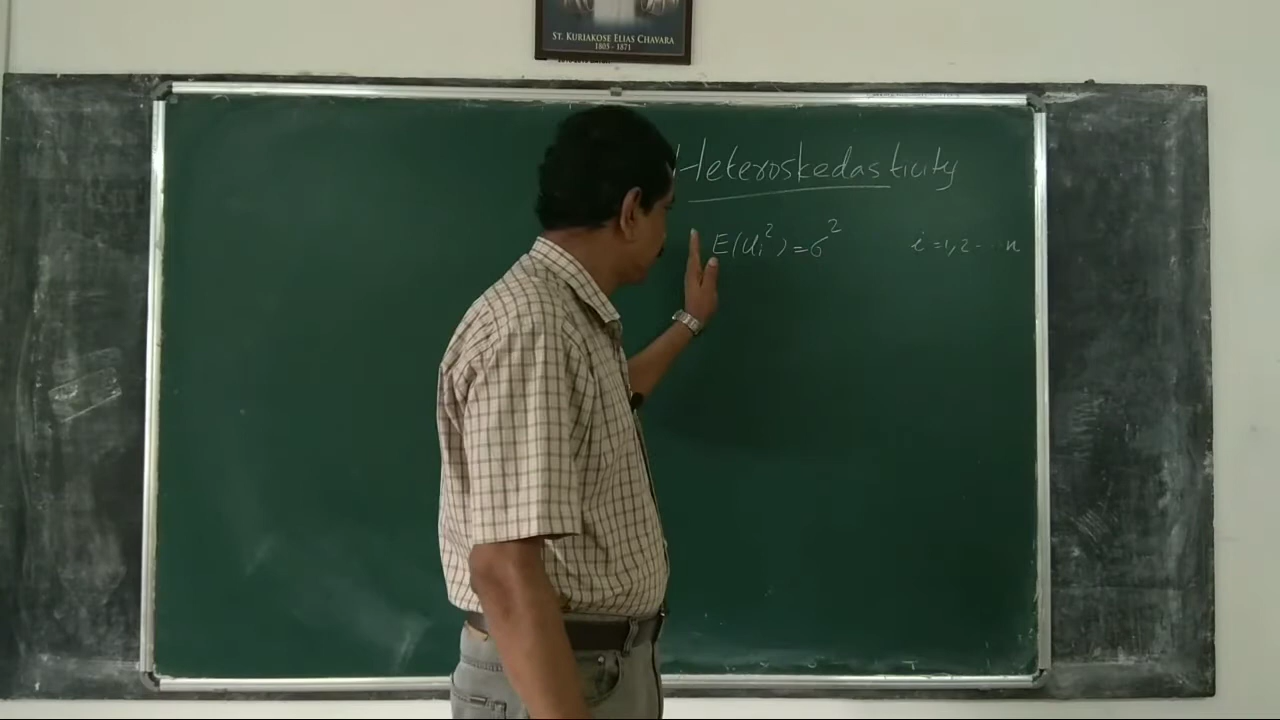 St. Kuriakose Elias Chavara
1805 - 1871
Heteroskedasticity
E(Ui²) = σ² i = 1, 2 --- n